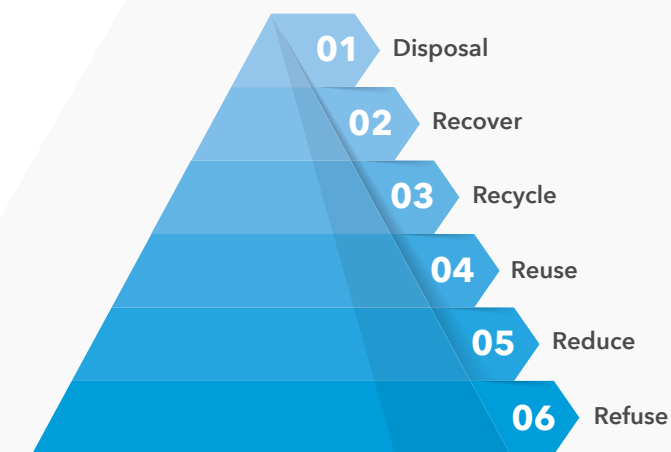 01 Disposal
02 Recover
03 Recycle
04 Reuse
05 Reduce
06 Refuse